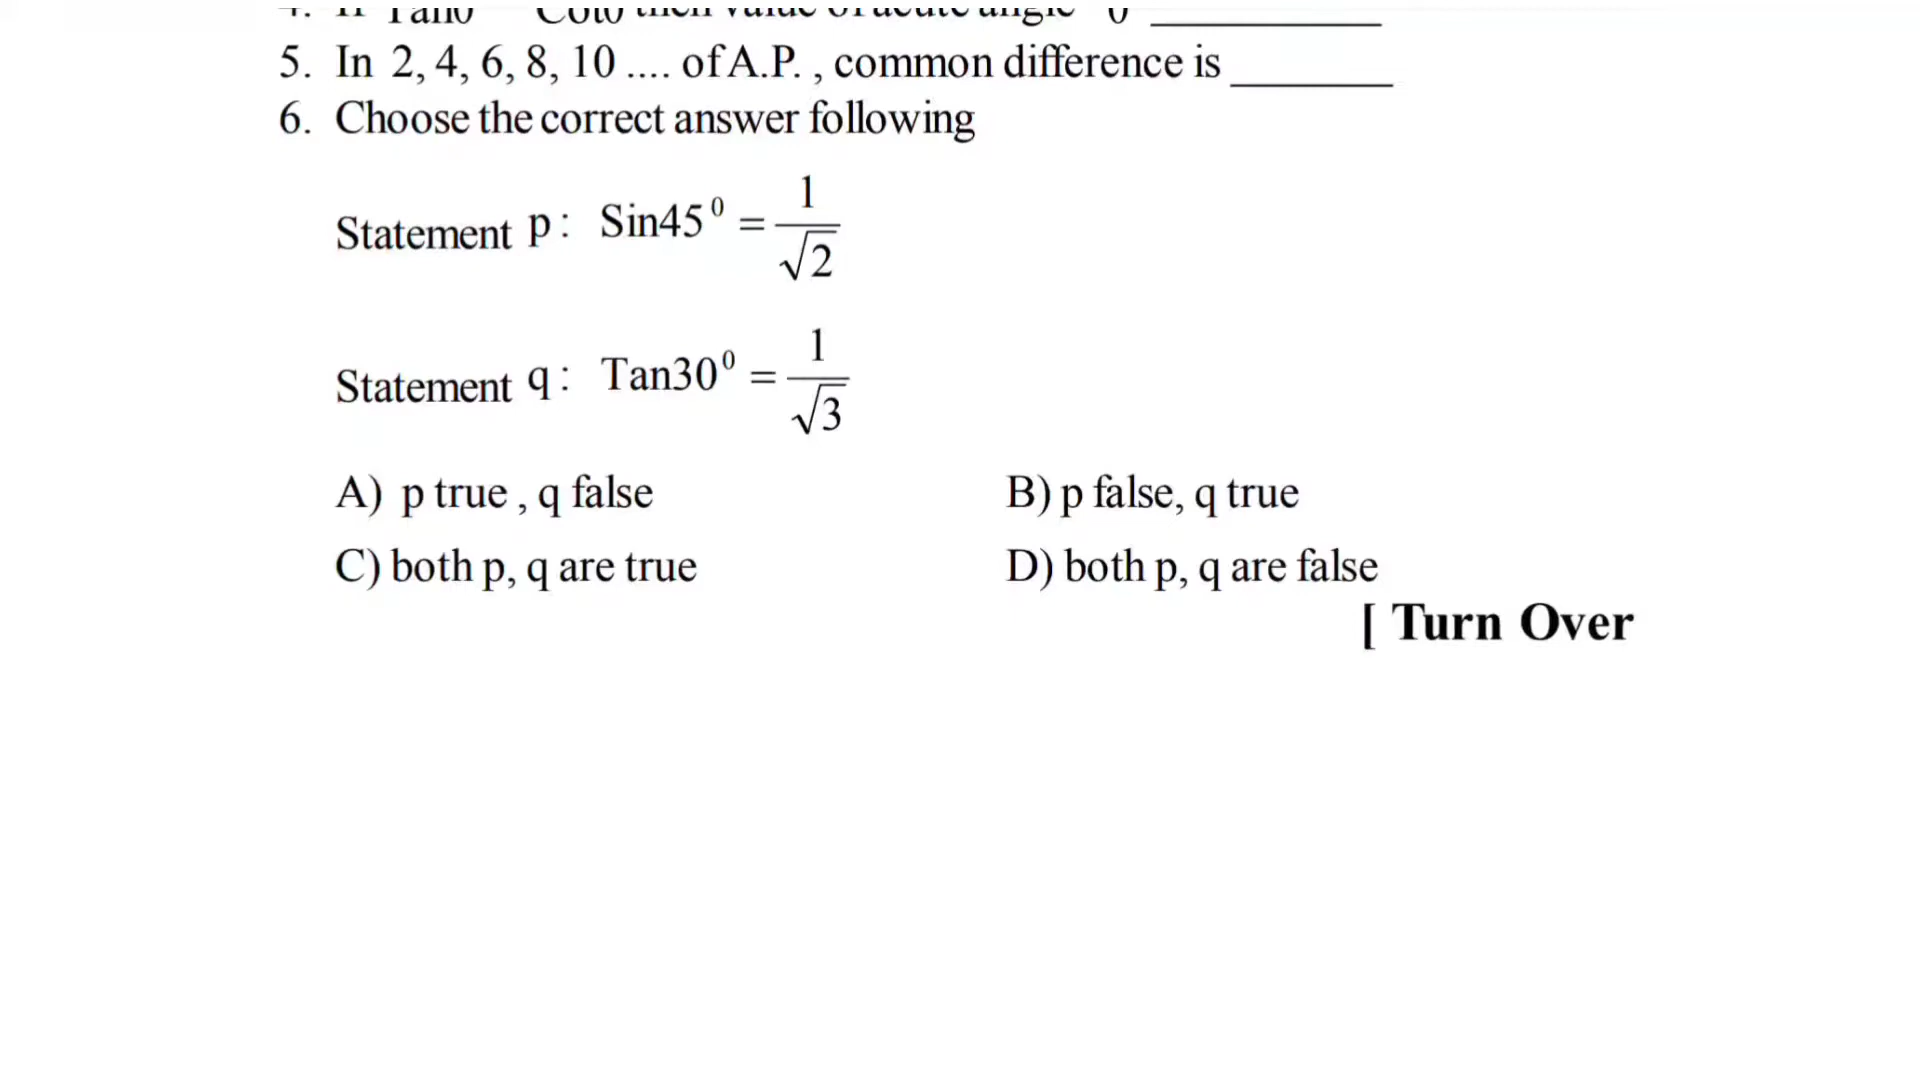 5. In 2, 4, 6, 8, 10 .... of A.P. , common difference is ________
6. Choose the correct answer following
Statement p : Sin45⁰ = 1/√2
Statement q : Tan30⁰ = 1/√3
A) p true , q false B) p false, q true
C) both p, q are true D) both p, q are false
[ Turn Over